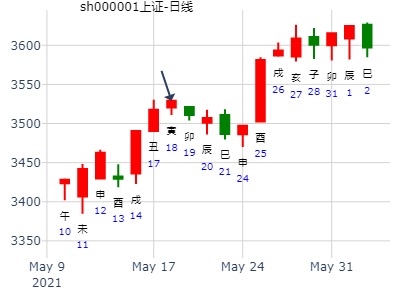 sh000001上证-日线
3600
3550
3500
3450
3400
3350
午
10
未
11
申
12
酉
13
戌
14
丑
17
寅
18
卯
19
辰
20
巳
21
申
24
酉
25
戌
26
亥
27
子
28
卯
31
辰
1
巳
2
May 9
2021
May 17
May 24
May 31